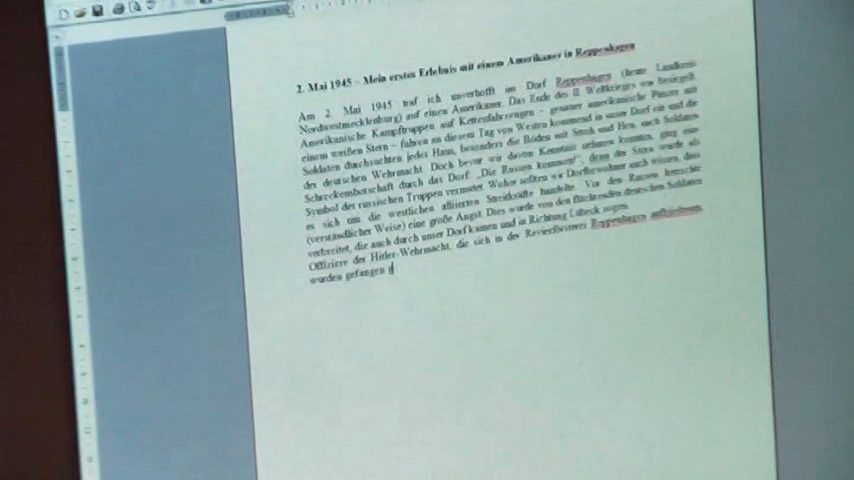 2. Mai 1945 – Mein erstes Erlebnis mit einem Amerikaner in Reppenhagen
Am 2. Mai 1945 traf ich unverhofft im Dorf Reppenhagen (heute Landkreis
Nordwestmecklenburg) auf einen Amerikaner. Das Ende des II. Weltkrieges war besiegelt.
Amerikanische Kampftruppen auf Kettenfahrzeugen – genauer amerikanische Panzer mit
einem weißen Stern – fuhren an diesem Tag von Westen kommend in unser Dorf ein und die
Soldaten durchsuchten jedes Haus, besonders die Böden mit Stroh und Heu, nach Soldaten
der deutschen Wehrmacht. Doch bevor wir davon Kenntnis nehmen konnten, ging eine
Schreckensbotschaft durch das Dorf: „Die Russen kommen!“, denn der Stern wurde als
Symbol der russischen Truppen vermutet. Woher sollten wir Dorfbewohner auch wissen, dass
es sich um die westlichen alliierten Streitkräfte handelte. Vor den Russen herrschte
(verständlicher Weise) eine große Angst. Dies wurde von den flüchtenden deutschen Soldaten
verbreitet, die auch durch unser Dorf kamen und in Richtung Lübeck zogen.
Offiziere der Hitler-Wehrmacht, die sich in der Revierförsterei Reppenhagen
wurden gefangen g